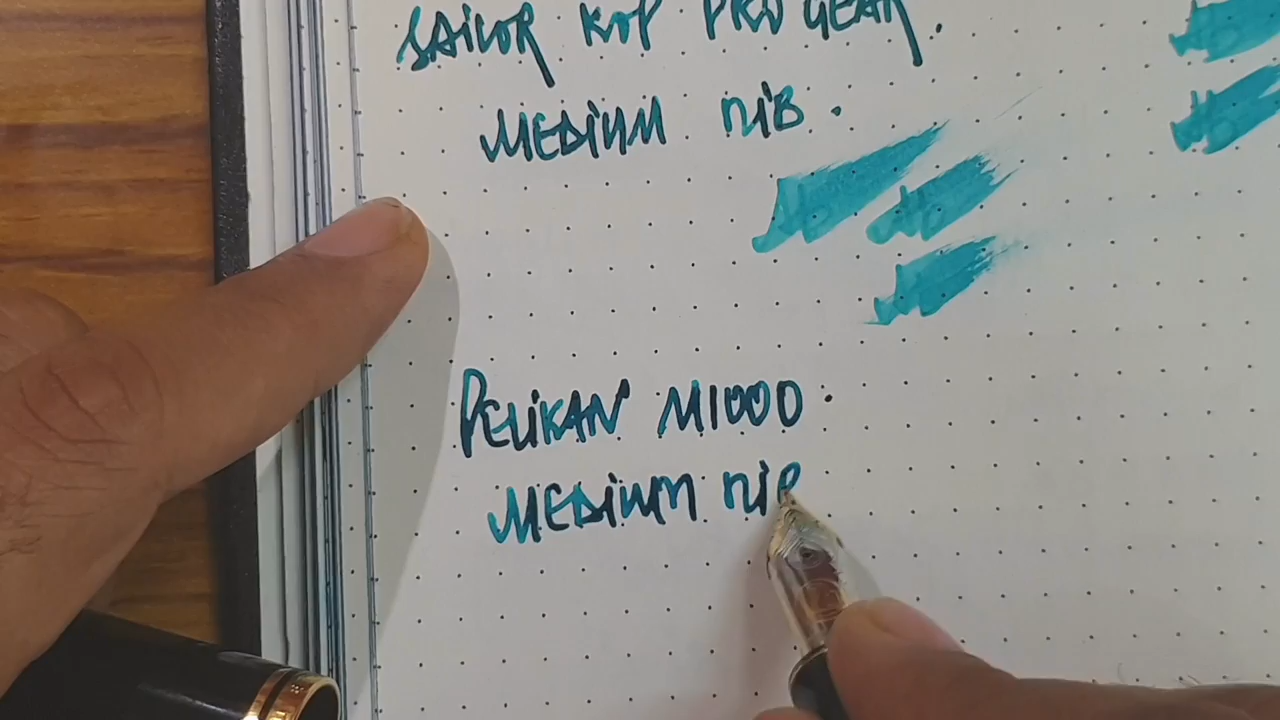 SAILOR KOP PRO GEAR.
MEDIUM NIB.
PELIKAN M1000.
MEDIUM NIB